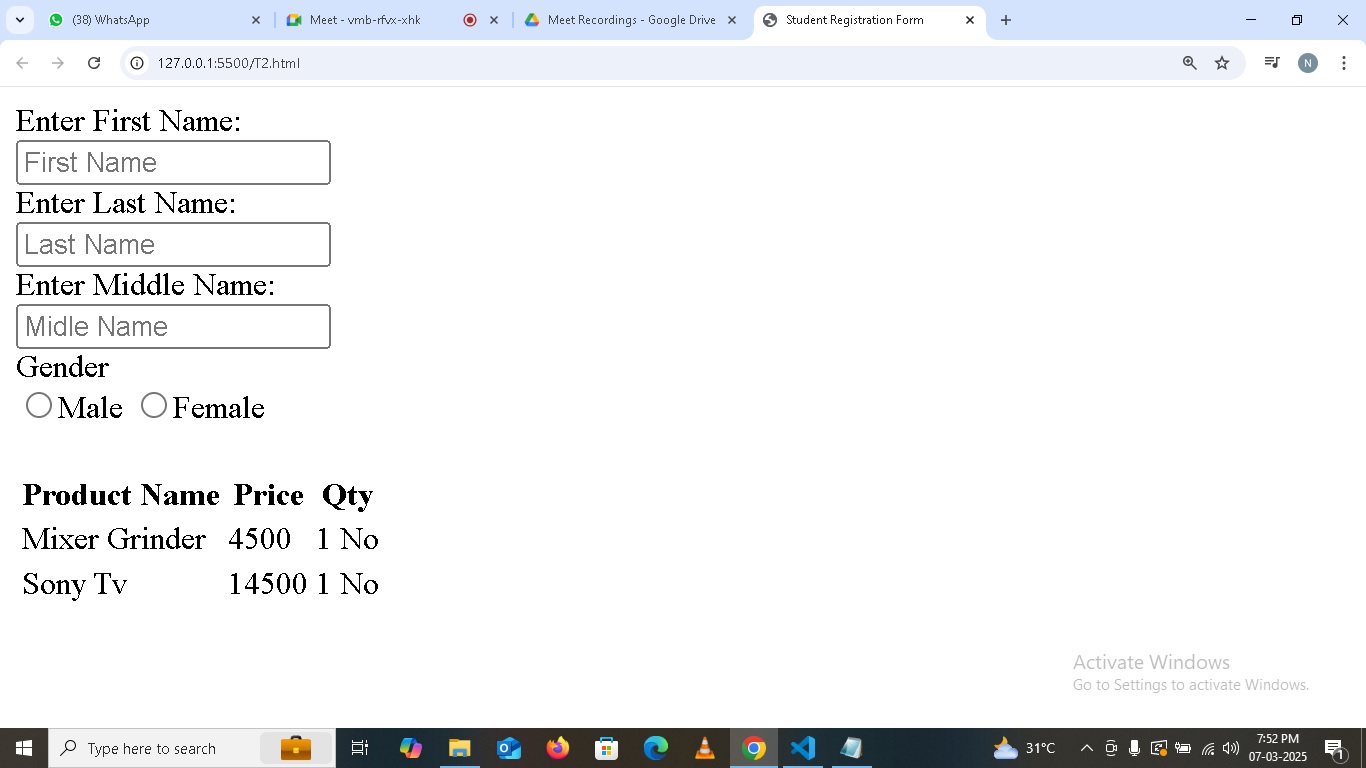 (38) WhatsApp
Meet - vmb-rfvx-xhk
Meet Recordings - Google Drive
Student Registration Form
127.0.0.1:5500/T2.html
N
Enter First Name:
First Name
Enter Last Name:
Last Name
Enter Middle Name:
Midle Name
Gender
Male Female
Product Name Price Qty
Mixer Grinder 4500 1 No
Sony Tv 14500 1 No
Activate Windows
Go to Settings to activate Windows.
Type here to search
31°C
7:52 PM
07-03-2025
1